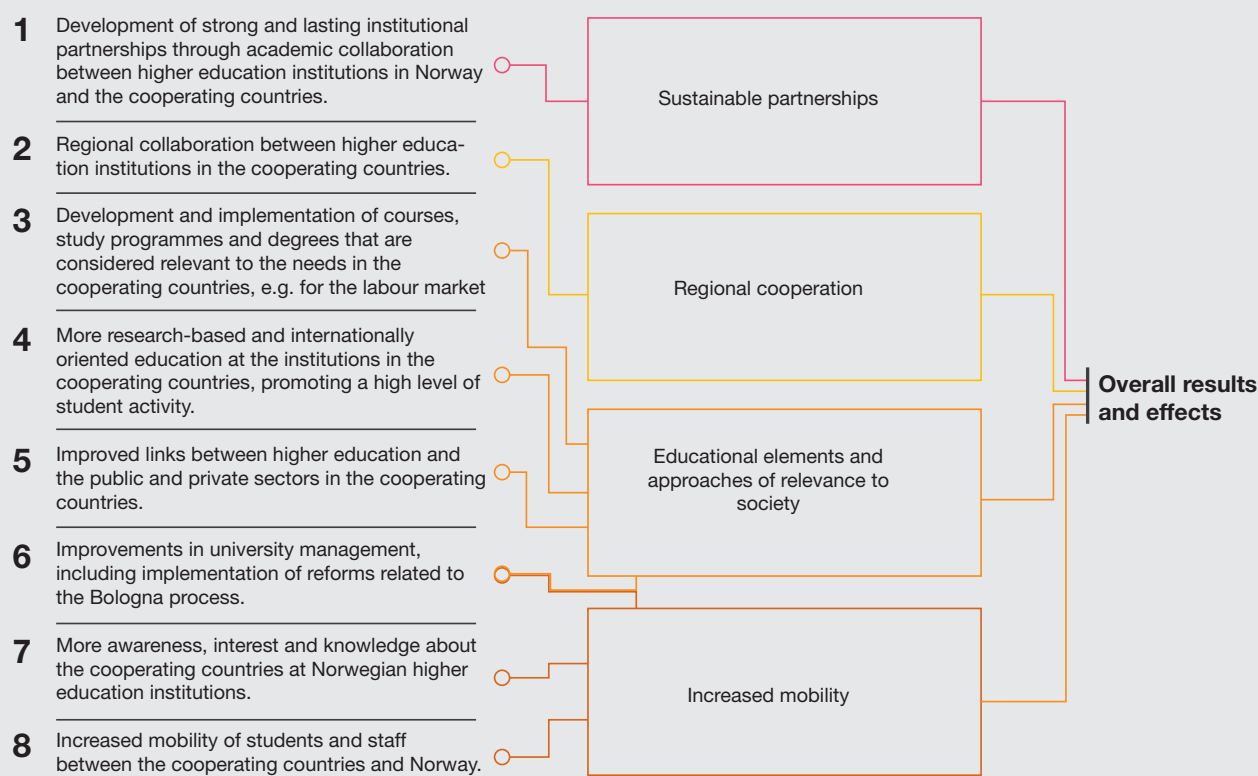 1
Development of strong and lasting institutional
partnerships through academic collaboration
between higher education institutions in Norway
and the cooperating countries.
2
Regional collaboration between higher educa-
tion institutions in the cooperating countries.
3
Development and implementation of courses,
study programmes and degrees that are
considered relevant to the needs in the
cooperating countries, e.g. for the labour market
4
More research-based and internationally
oriented education at the institutions in the
cooperating countries, promoting a high level of
student activity.
5
Improved links between higher education and
the public and private sectors in the cooperating
countries.
6
Improvements in university management,
including implementation of reforms related to
the Bologna process.
7
More awareness, interest and knowledge about
the cooperating countries at Norwegian higher
education institutions.
8
Increased mobility of students and staff
between the cooperating countries and Norway.
Sustainable partnerships
Regional cooperation
Educational elements and
approaches of relevance to
society
Increased mobility
Overall results
and effects